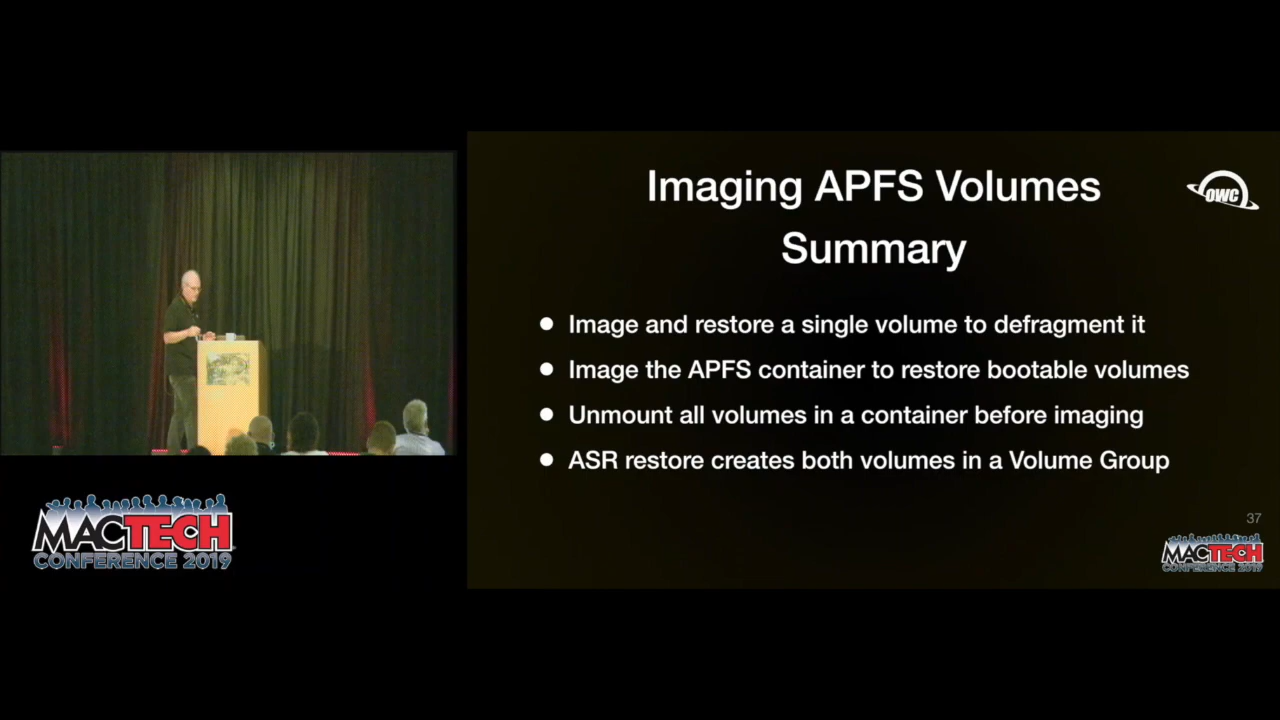 Imaging APFS Volumes
Summary
OWC
● Image and restore a single volume to defragment it
● Image the APFS container to restore bootable volumes
● Unmount all volumes in a container before imaging
● ASR restore creates both volumes in a Volume Group
37
MACTECH
CONFERENCE 2019
MACTECH
CONFERENCE 2019